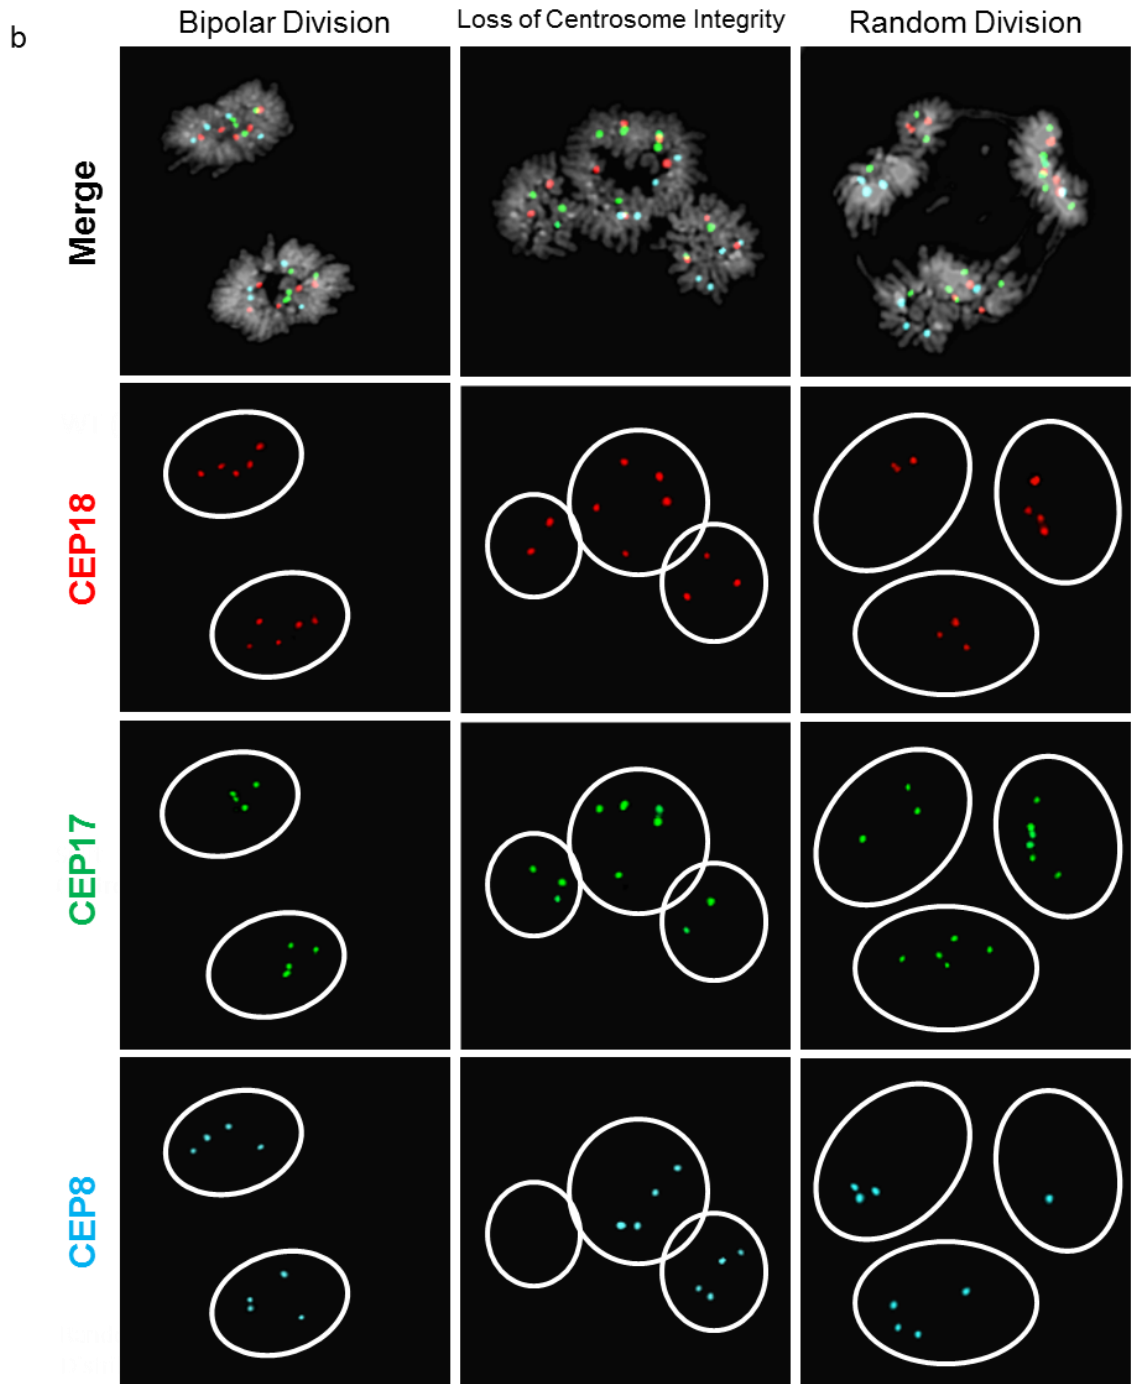 b
Bipolar Division
Loss of Centrosome Integrity
Random Division
Merge
CEP18
CEP17
CEP8